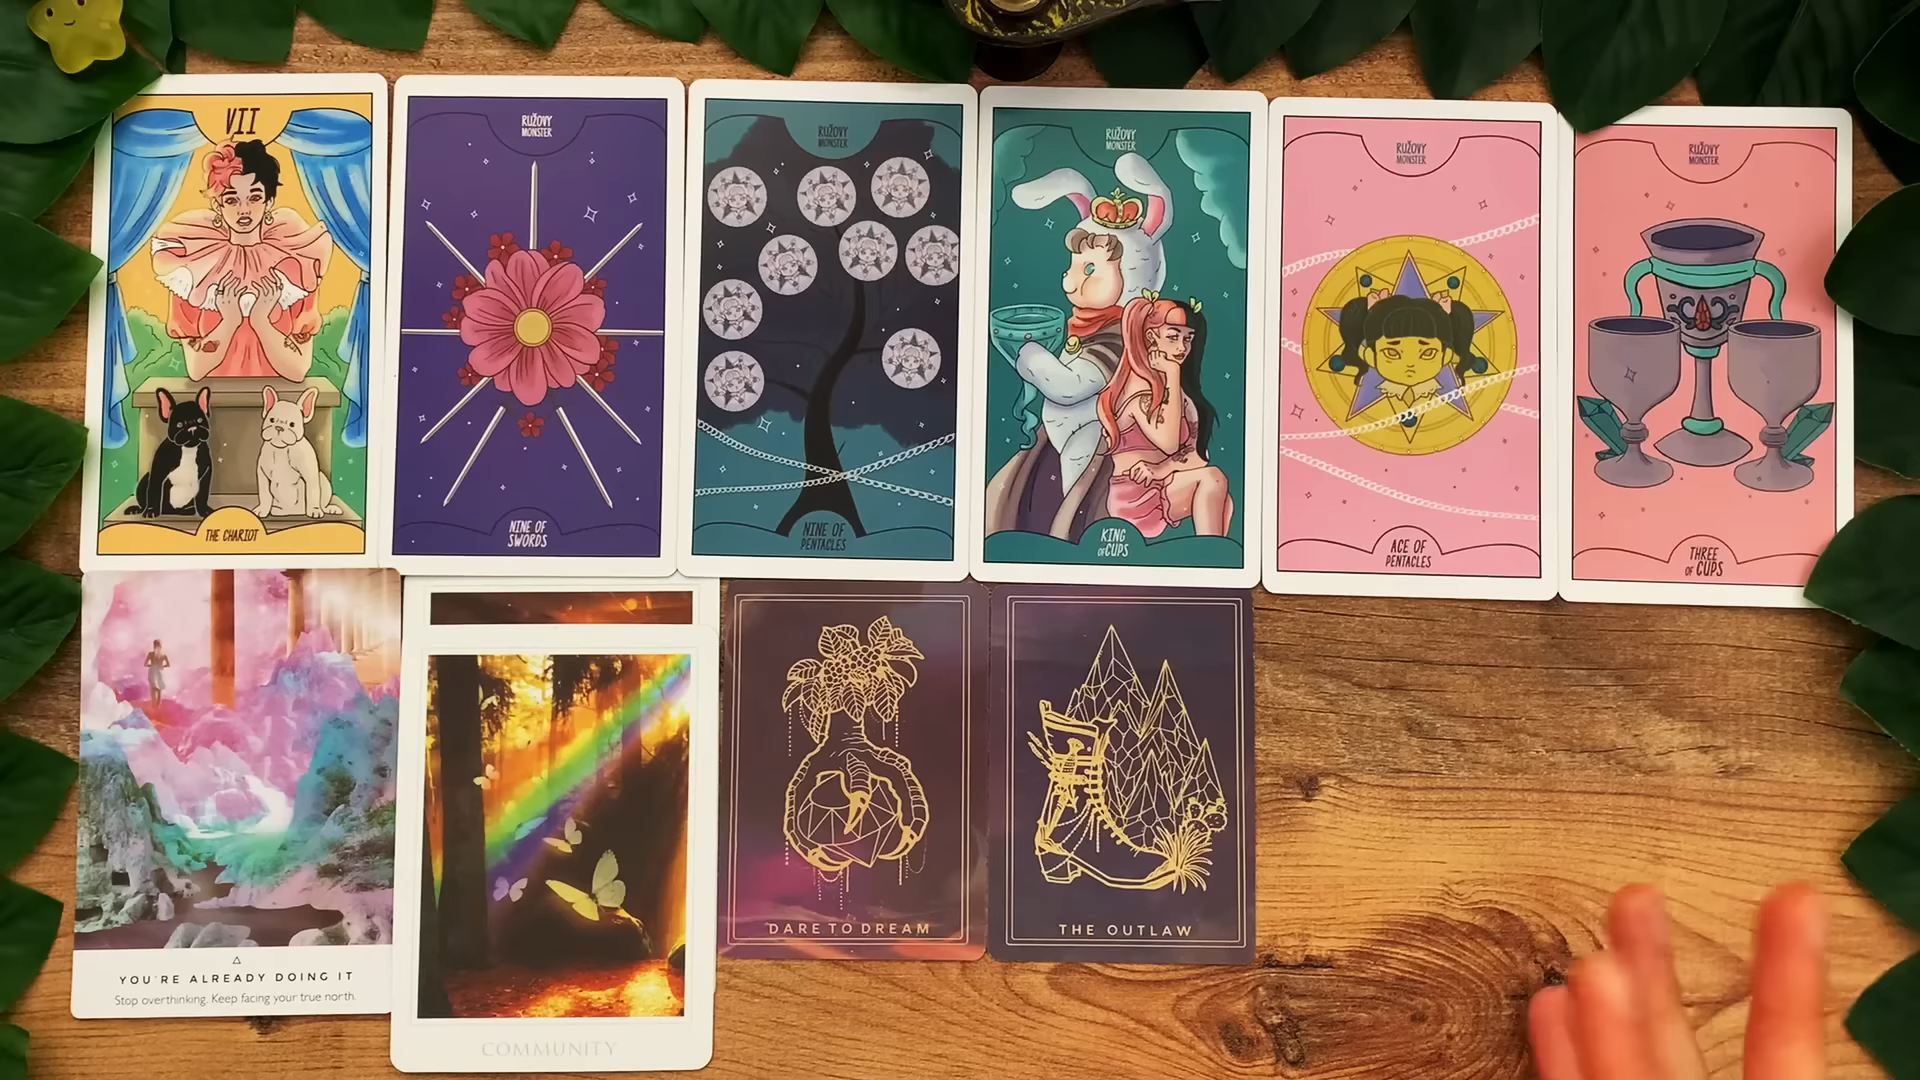 VII
THE CHARIOT
RUŽOVY
MONSTER
NINE OF
SWORDS
RUŽOVY
MONSTER
NINE OF
PENTACLES
RUŽOVY
MONSTER
KING
OF CUPS
RUŽOVY
MONSTER
ACE OF
PENTACLES
RUŽOVY
MONSTER
THREE
OF CUPS
YOU'RE ALREADY DOING IT
Stop overthinking. Keep facing your true north.
COMMUNITY
DARE TO DREAM
THE OUTLAW